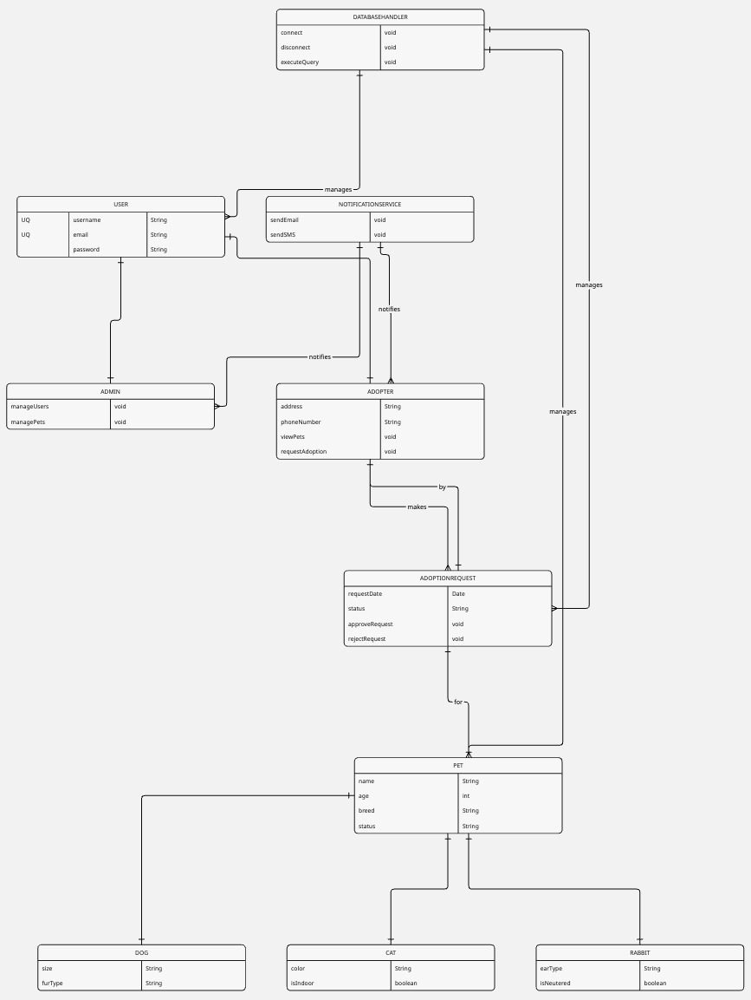 DATABASEHANDLER
connect void
disconnect void
executeQuery void
manages
USER
UQ username String
UQ email String
password String
NOTIFICATIONSERVICE
sendEmail void
sendSMS void
manages
notifies
notifies
ADMIN
manageUsers void
managePets void
ADOPTER
address String
phoneNumber String
viewPets void
requestAdoption void
manages
by
makes
ADOPTIONREQUEST
requestDate Date
status String
approveRequest void
rejectRequest void
for
PET
name String
age int
breed String
status String
DOG
size String
furType String
CAT
color String
isIndoor boolean
RABBIT
earType String
isNeutered boolean